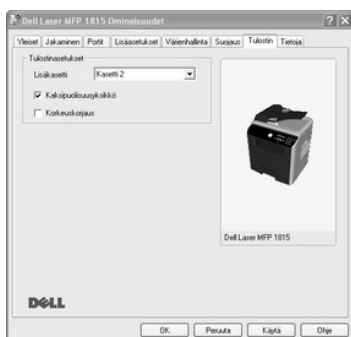 Dell Laser MFP 1815 Ominaisuudet
Yleiset Jakaminen Portit Lisäasetukset Värienhallinta Suojaus Tulostin Tietoja
Tulostinasetukset
Lisäkasetti Kasetti 2
Kaksipuolisuusyksikkö
Korkeuskorjaus
Dell Laser MFP 1815
DELL
OK Peruuta Käytä Ohje